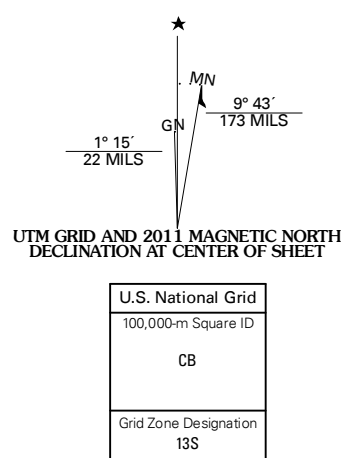 MN
GN
9° 43´
173 MILS
1° 15´
22 MILS
UTM GRID AND 2011 MAGNETIC NORTH
DECLINATION AT CENTER OF SHEET
U.S. National Grid
100,000-m Square ID
CB
Grid Zone Designation
13S